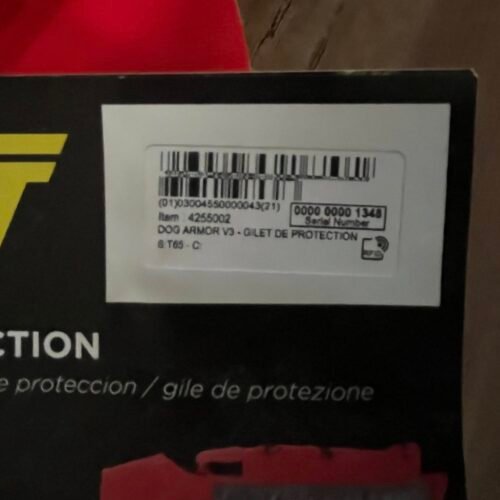 (01)03004550000043(21)
Item : 4255002
0000 0000 1348
Serial Number
DOG ARMOR V3 - GILET DE PROTECTION
T65 - C
RFID
CTION
e proteccion / gile de protezione